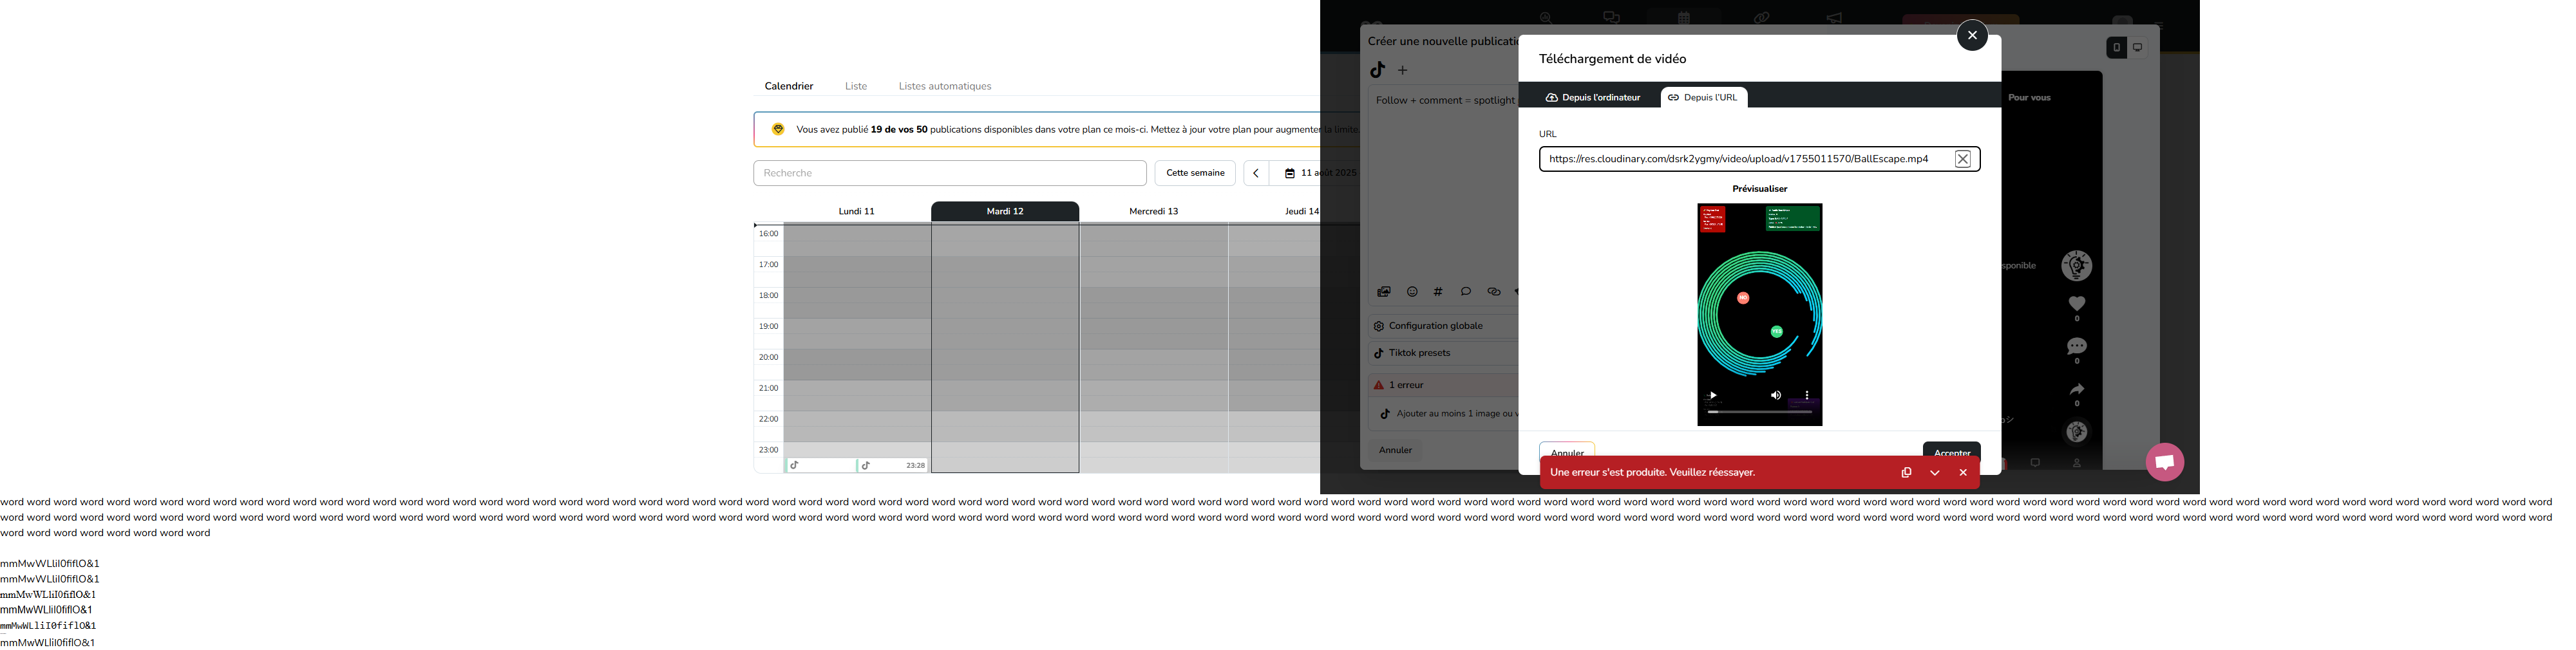 Calendrier Liste Listes automatiques
Vous avez publié 19 de vos 50 publications disponibles dans votre plan ce mois-ci. Mettez à jour votre plan pour augmenter la limite.
Recherche
Cette semaine
11 août 2025
Lundi 11
Mardi 12
Mercredi 13
Jeudi 14
16:00
17:00
18:00
19:00
20:00
21:00
22:00
23:00
23:28
Créer une nouvelle publication
Follow + comment = spotlight
Configuration globale
Tiktok presets
1 erreur
Ajouter au moins 1 image ou v
Annuler
Téléchargement de vidéo
Depuis l'ordinateur
Depuis l'URL
URL
https://res.cloudinary.com/dsrk2ygmy/video/upload/v1755011570/BallEscape.mp4
Prévisualiser
NO
YES
Annuler
Accepter
Une erreur s'est produite. Veuillez réessayer.
Pour vous
sponible
0
0
0
word word word word word word word word word word word word word word word word word word word word word word word word word word word word word word word word word word word word word word word word word word word word word word word word word word word word word word word word word word word word word word word word word word word word word word word word word word word word word word word word word word word word word word word word word word word word
word word word word word word word word word word word word word word word word word word word word word word word word word word word word word word word word word word word word word word word word word word word word word word word word word word word word word word word word word word word word word word word word word word word word word word word word word word word word word word word word word word word word word word word word word word word
word word word word word word word word
mmMwWLliI0fiflO&1
mmMwWLliI0fiflO&1
mmMwWLliI0fiflO&1
mmMwWLliI0fiflO&1
mmMwWLliI0fiflO&1
mmMwWLliI0fiflO&1